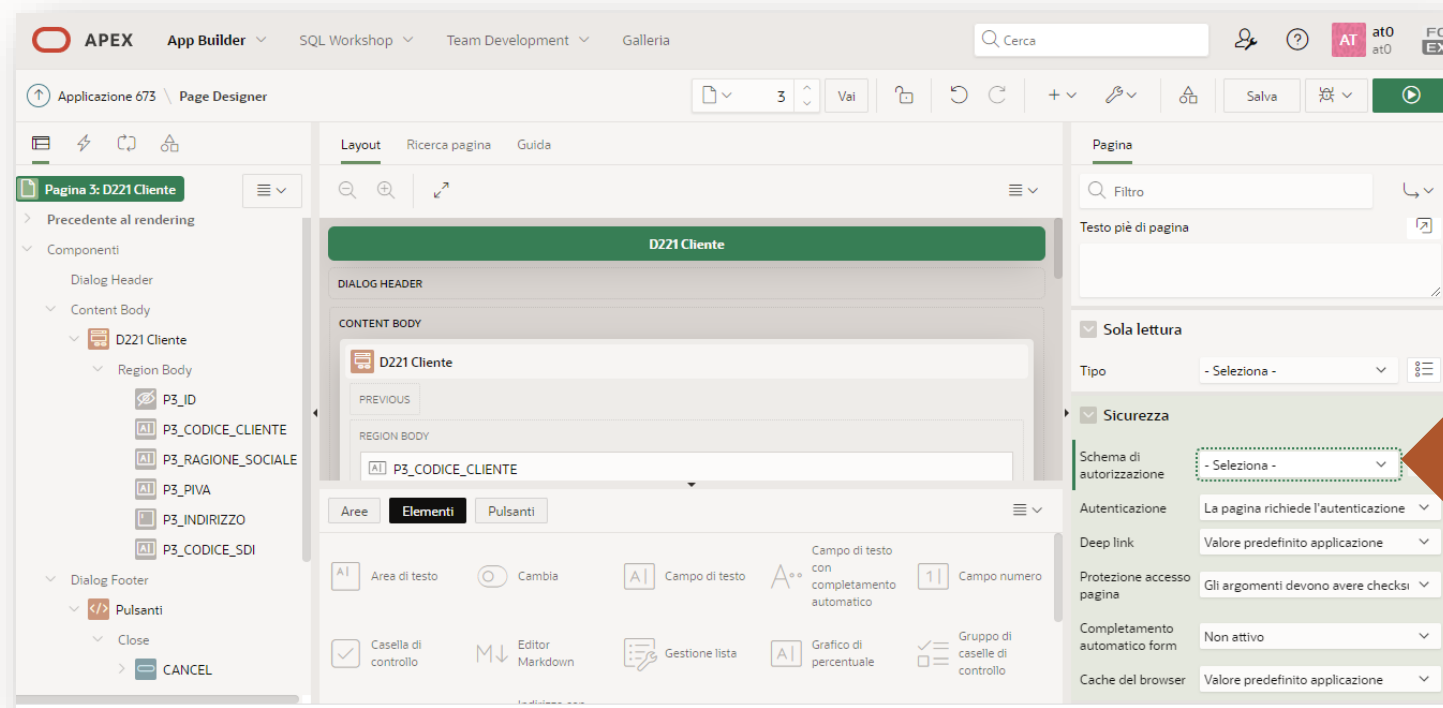 APEX
App Builder
SQL Workshop
Team Development
Galleria
Cerca
AT
at0
at0
Applicazione 673 \ Page Designer
3
Vai
Salva
Pagina 3: D221 Cliente
Precedente al rendering
Componenti
Dialog Header
Content Body
D221 Cliente
Region Body
P3_ID
P3_CODICE_CLIENTE
P3_RAGIONE_SOCIALE
P3_PIVA
P3_INDIRIZZO
P3_CODICE_SDI
Dialog Footer
Pulsanti
Close
CANCEL
Layout
Ricerca pagina
Guida
D221 Cliente
DIALOG HEADER
CONTENT BODY
D221 Cliente
PREVIOUS
REGION BODY
P3_CODICE_CLIENTE
Aree
Elementi
Pulsanti
Area di testo
Cambia
Campo di testo
Campo di testo
con
completamento
automatico
Campo numero
Casella di
controllo
Editor
Markdown
Gestione lista
Grafico di
percentuale
Gruppo di
caselle di
controllo
Pagina
Filtro
Testo piè di pagina
Sola lettura
Tipo
- Seleziona -
Sicurezza
Schema di
autorizzazione
- Seleziona -
Autenticazione
La pagina richiede l'autenticazione
Deep link
Valore predefinito applicazione
Protezione accesso
pagina
Gli argomenti devono avere checksu
Completamento
automatico form
Non attivo
Cache del browser
Valore predefinito applicazione